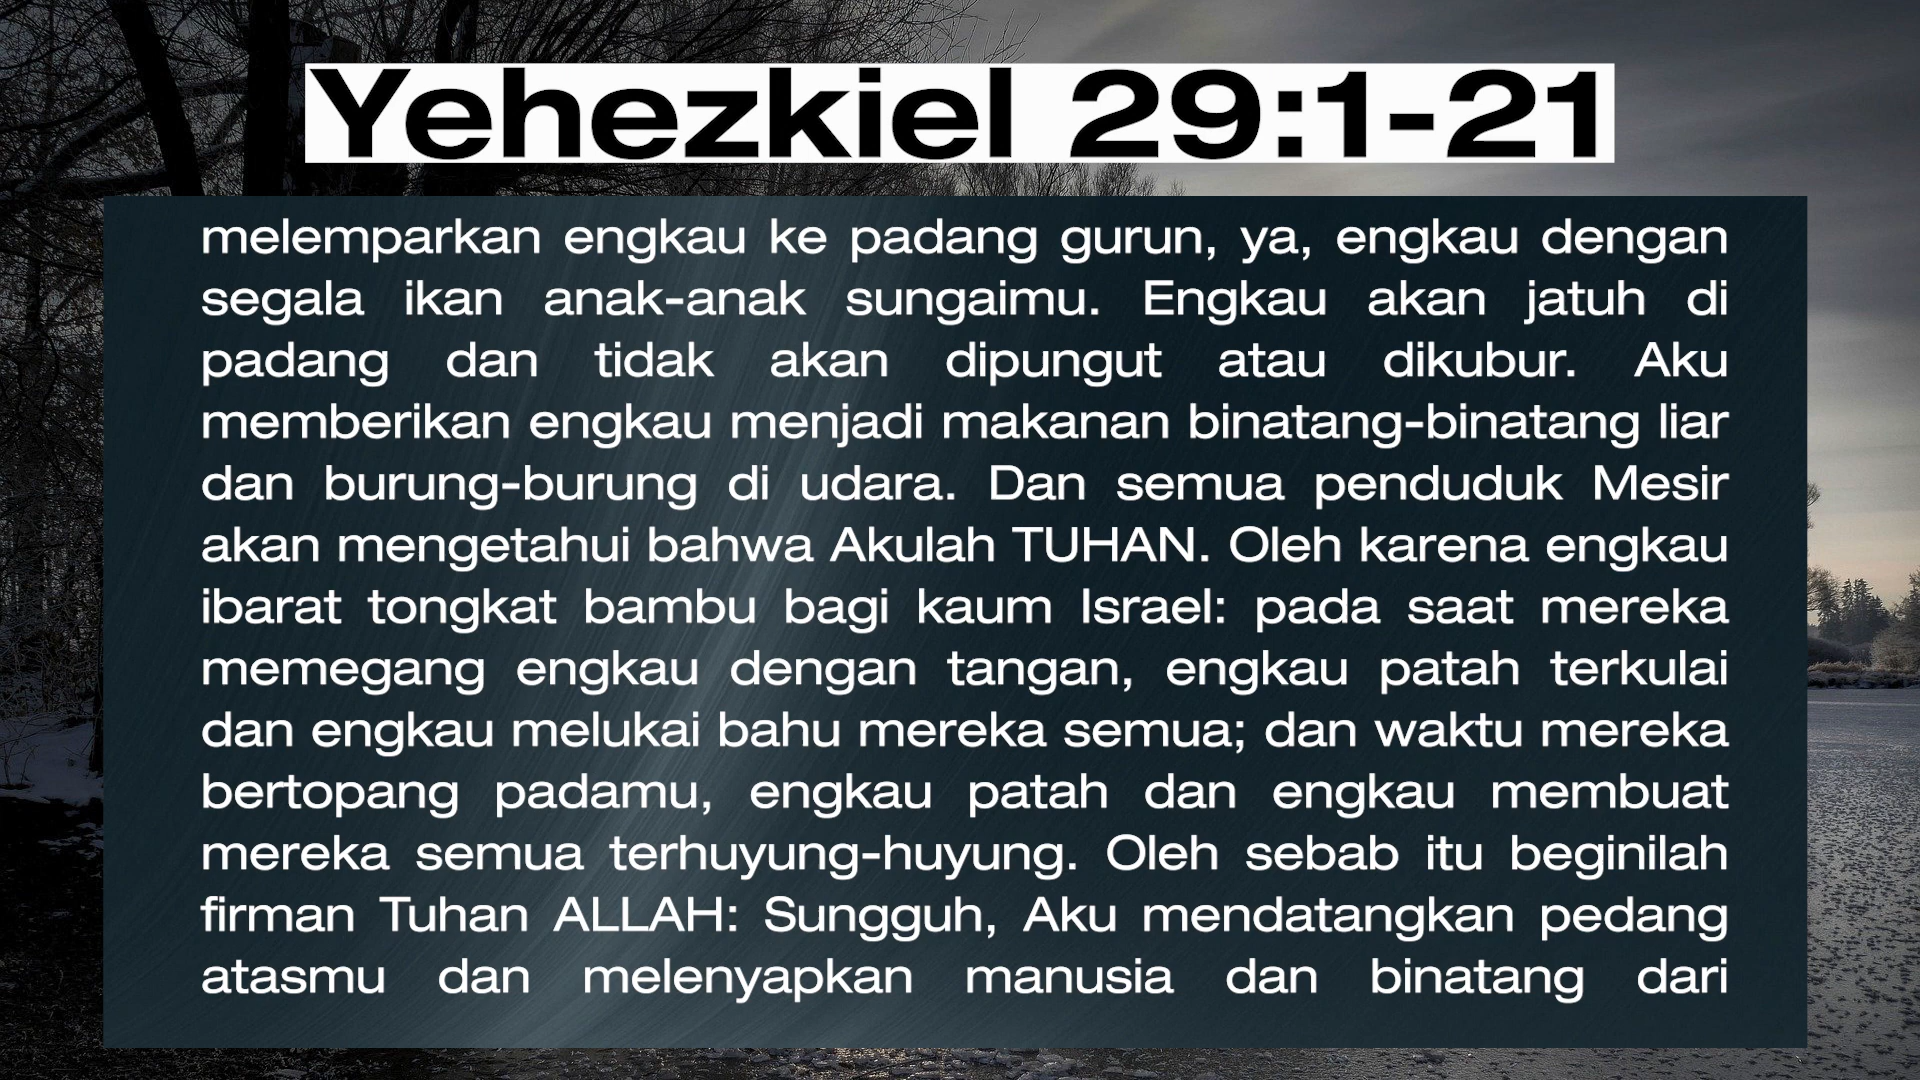 Yehezkiel 29:1-21
melemparkan engkau ke padang gurun, ya, engkau dengan
segala ikan anak-anak sungaimu. Engkau akan jatuh di
padang dan tidak akan dipungut atau dikubur. Aku
memberikan engkau menjadi makanan binatang-binatang liar
dan burung-burung di udara. Dan semua penduduk Mesir
akan mengetahui bahwa Akulah TUHAN. Oleh karena engkau
ibarat tongkat bambu bagi kaum Israel: pada saat mereka
memegang engkau dengan tangan, engkau patah terkulai
dan engkau melukai bahu mereka semua; dan waktu mereka
bertopang padamu, engkau patah dan engkau membuat
mereka semua terhuyung-huyung. Oleh sebab itu beginilah
firman Tuhan ALLAH: Sungguh, Aku mendatangkan pedang
atasmu dan melenyapkan manusia dan binatang dari